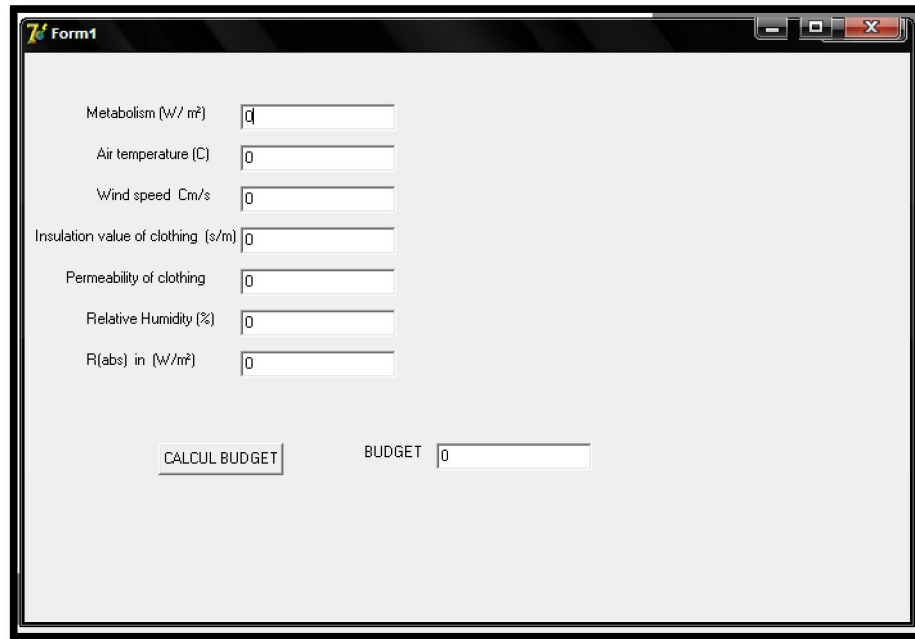 Form1
Metabolism (W/ m²) 0
Air temperature (C) 0
Wind speed Cm/s 0
Insulation value of clothing (s/m) 0
Permeability of clothing 0
Relative Humidity (%) 0
R(abs) in (W/m²) 0
CALCUL BUDGET BUDGET 0